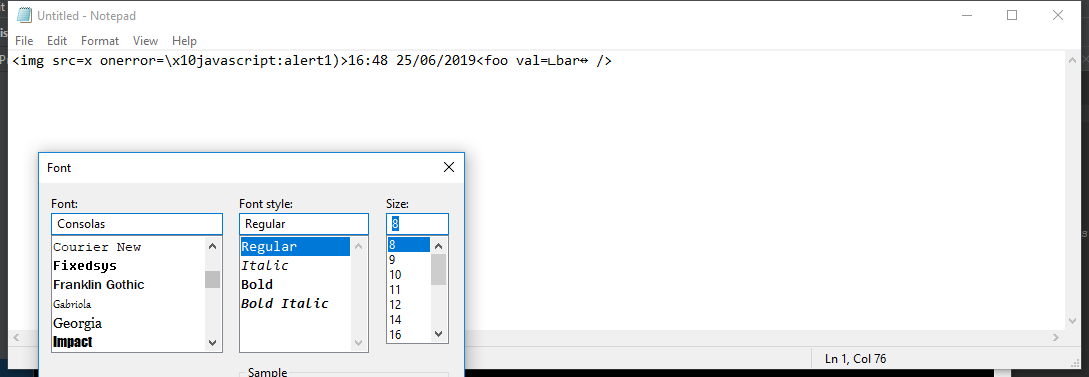 Untitled - Notepad
File Edit Format View Help
<img src=x onerror=\x10javascript:alert1)>16:48 25/06/2019<foo val=∟bar↔ />
Font
Font: Font style: Size:
Consolas Regular 8
Courier New Regular 8
Fixedsys Italic 9
Franklin Gothic Bold 10
Gabriola Bold Italic 11
Georgia 12
Impact 14
16
Ln 1, Col 76
Sample